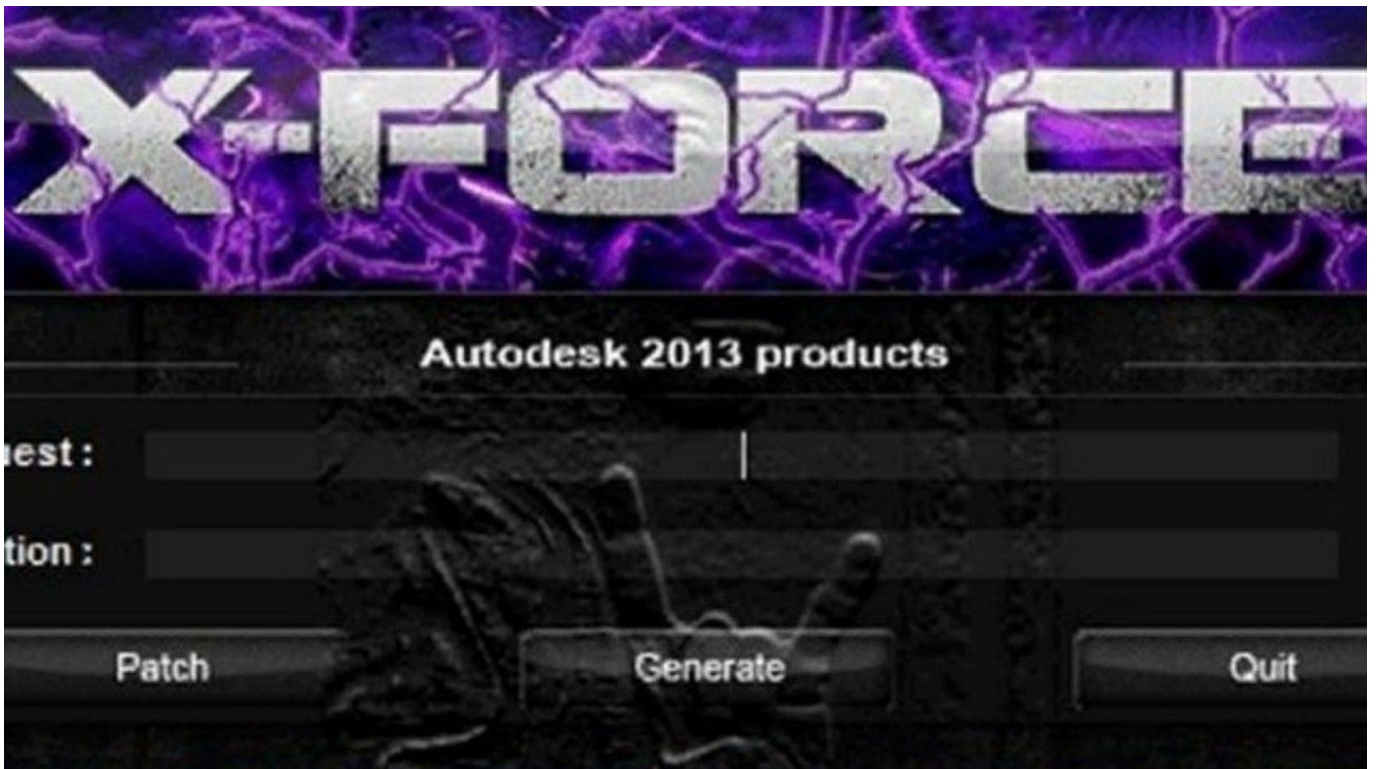 X-FORCE
Autodesk 2013 products
uest :
tion :
Patch Generate Quit